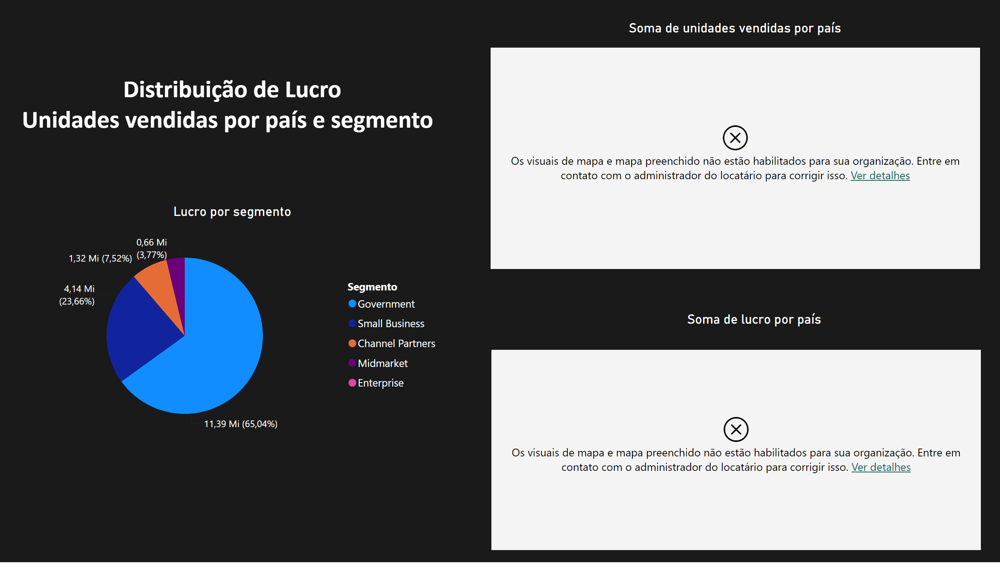 Distribuição de Lucro
Unidades vendidas por país e segmento
Lucro por segmento
0,66 Mi
(3,77%)
1,32 Mi (7,52%)
4,14 Mi
(23,66%)
11,39 Mi (65,04%)
Segmento
Government
Small Business
Channel Partners
Midmarket
Enterprise
Soma de unidades vendidas por país
Os visuais de mapa e mapa preenchido não estão habilitados para sua organização. Entre em
contato com o administrador do locatário para corrigir isso. Ver detalhes
Soma de lucro por país
Os visuais de mapa e mapa preenchido não estão habilitados para sua organização. Entre em
contato com o administrador do locatário para corrigir isso. Ver detalhes